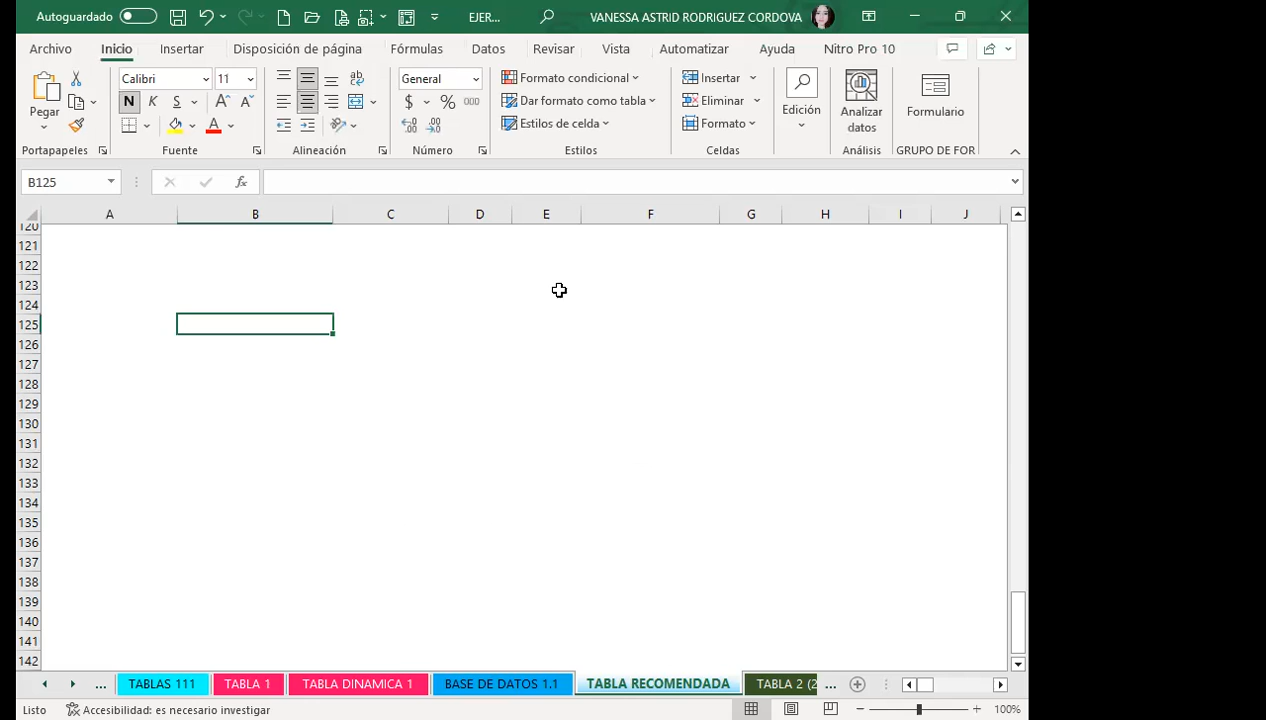 Autoguardado EJER... VANESSA ASTRID RODRIGUEZ CORDOVA
Archivo Inicio Insertar Disposición de página Fórmulas Datos Revisar Vista Automatizar Ayuda Nitro Pro 10
Pegar
Calibri 11
N K S A A
A
ab
General
$ % 000
Formato condicional
Dar formato como tabla
Estilos de celda
Insertar
Eliminar
Formato
Edición
Analizar
datos
Formulario
Portapapeles Fuente Alineación Número Estilos Celdas Análisis GRUPO DE FOR
B125 fx
A B C D E F G H I J
120
121
122
123
124
125
126
127
128
129
130
131
132
133
134
135
136
137
138
139
140
141
142
... TABLAS 111 TABLA 1 TABLA DINAMICA 1 BASE DE DATOS 1.1 TABLA RECOMENDADA TABLA 2 (2 ...
Listo Accesibilidad: es necesario investigar 100%